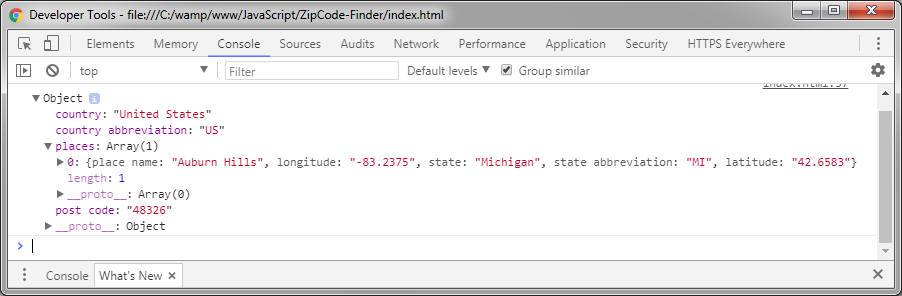 Developer Tools - file:///C:/wamp/www/JavaScript/ZipCode-Finder/index.html
Elements Memory Console Sources Audits Network Performance Application Security HTTPS Everywhere
top Filter Default levels Group similar
index.html:37
Object
country: "United States"
country abbreviation: "US"
places: Array(1)
0: {place name: "Auburn Hills", longitude: "-83.2375", state: "Michigan", state abbreviation: "MI", latitude: "42.6583"}
length: 1
__proto__: Array(0)
post code: "48326"
__proto__: Object
Console What's New